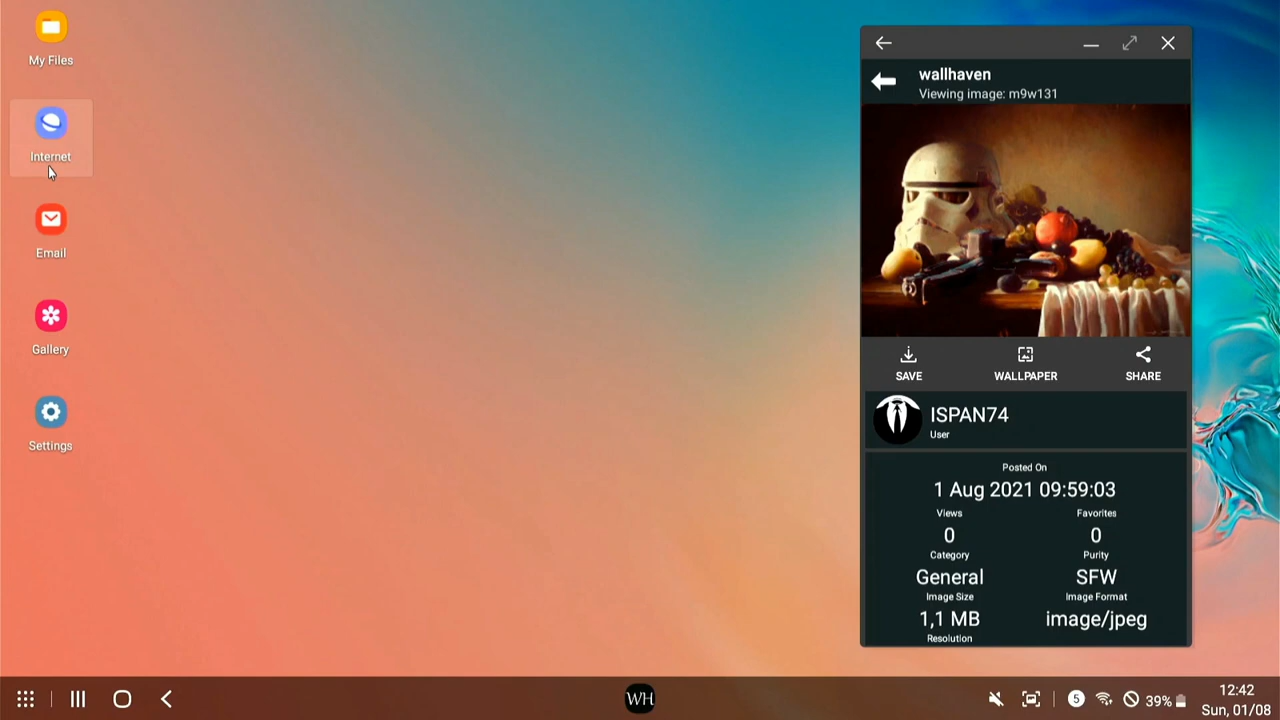 My Files
Internet
Email
Gallery
Settings
wallhaven
Viewing image: m9w131
SAVE
WALLPAPER
SHARE
ISPAN74
User
Posted On
1 Aug 2021 09:59:03
Views
Favorites
0
0
Category
Purity
General
SFW
Image Size
Image Format
1,1 MB
image/jpeg
Resolution
WH
5
39%
12:42
Sun, 01/08